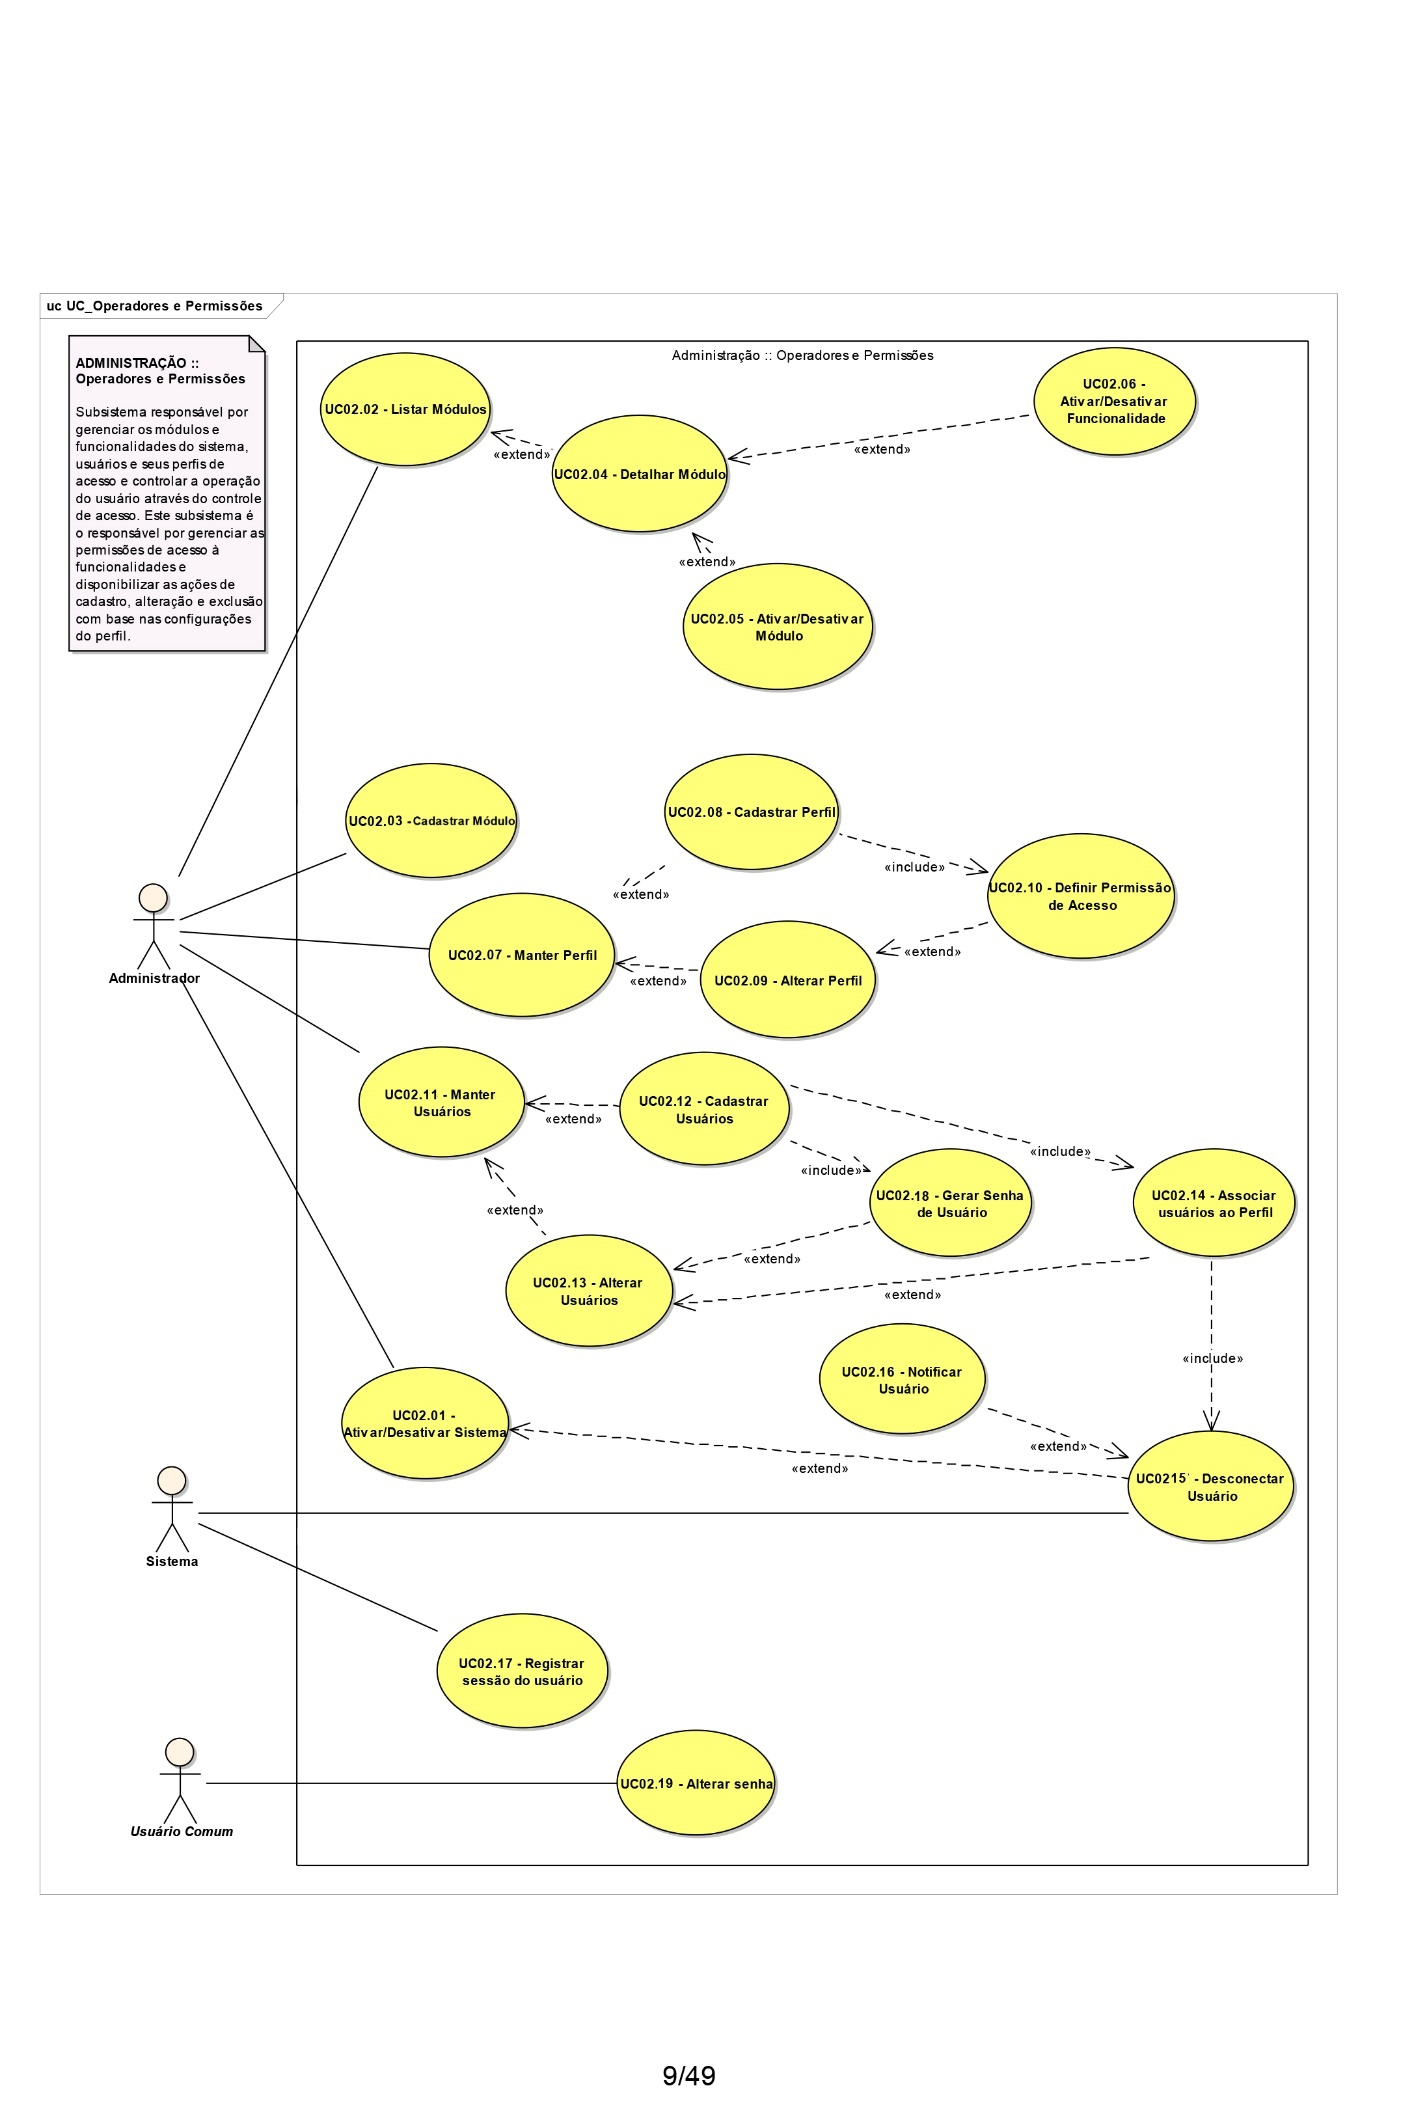 uc UC_Operadores e Permissões
ADMINISTRAÇÃO ::
Operadores e Permissões
Subsistema responsável por
gerenciar os módulos e
funcionalidades do sistema,
usuários e seus perfis de
acesso e controlar a operação
do usuário através do controle
de acesso. Este subsistema é
o responsável por gerenciar as
permissões de acesso à
funcionalidades e
disponibilizar as ações de
cadastro, alteração e exclusão
com base nas configurações
do perfil.
Administração :: Operadores e Permissões
UC02.02 - Listar Módulos
«extend»
UC02.04 - Detalhar Módulo
«extend»
UC02.06 -
Ativar/Desativar
Funcionalidade
«extend»
UC02.05 - Ativar/Desativar
Módulo
UC02.03 - Cadastrar Módulo
UC02.08 - Cadastrar Perfil
«include»
«extend»
UC02.10 - Definir Permissão
de Acesso
Administrador
UC02.07 - Manter Perfil
«extend»
UC02.09 - Alterar Perfil
«extend»
UC02.11 - Manter
Usuários
«extend»
UC02.12 - Cadastrar
Usuários
«include»
«include»
UC02.18 - Gerar Senha
de Usuário
UC02.14 - Associar
usuários ao Perfil
«extend»
«extend»
UC02.13 - Alterar
Usuários
«extend»
UC02.16 - Notificar
Usuário
«include»
UC02.01 -
Ativar/Desativar Sistema
«extend»
«extend»
UC0215' - Desconectar
Usuário
Sistema
UC02.17 - Registrar
sessão do usuário
UC02.19 - Alterar senha
Usuário Comum
9/49